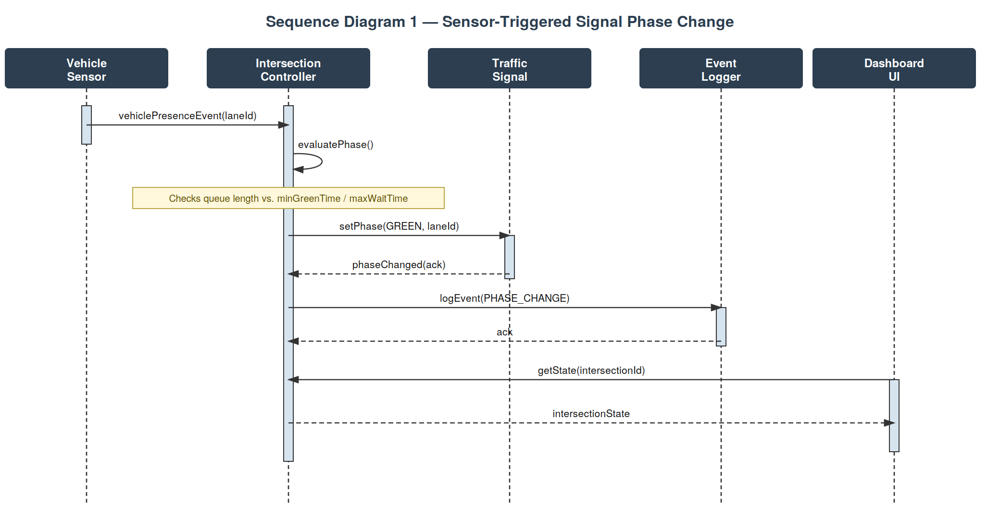 Sequence Diagram 1 — Sensor-Triggered Signal Phase Change
Vehicle
Sensor
Intersection
Controller
Traffic
Signal
Event
Logger
Dashboard
UI
vehiclePresenceEvent(laneId)
evaluatePhase()
Checks queue length vs. minGreenTime / maxWaitTime
setPhase(GREEN, laneId)
phaseChanged(ack)
logEvent(PHASE_CHANGE)
ack
getState(intersectionId)
intersectionState